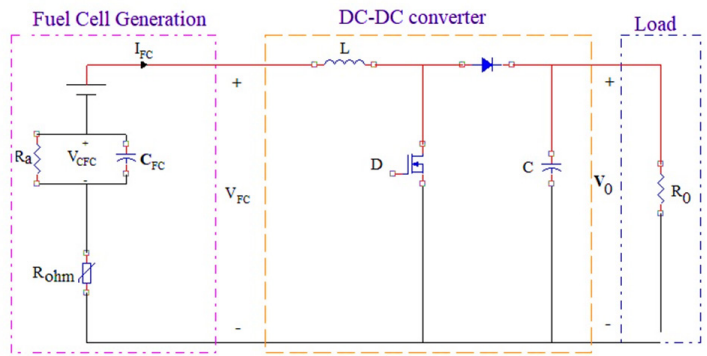 Fuel Cell Generation
DC-DC converter
Load
I_FC
L
+
+
+
R_a
V_CFC
C_FC
-
D
C
V_FC
V_0
R_0
R_ohm
-
-